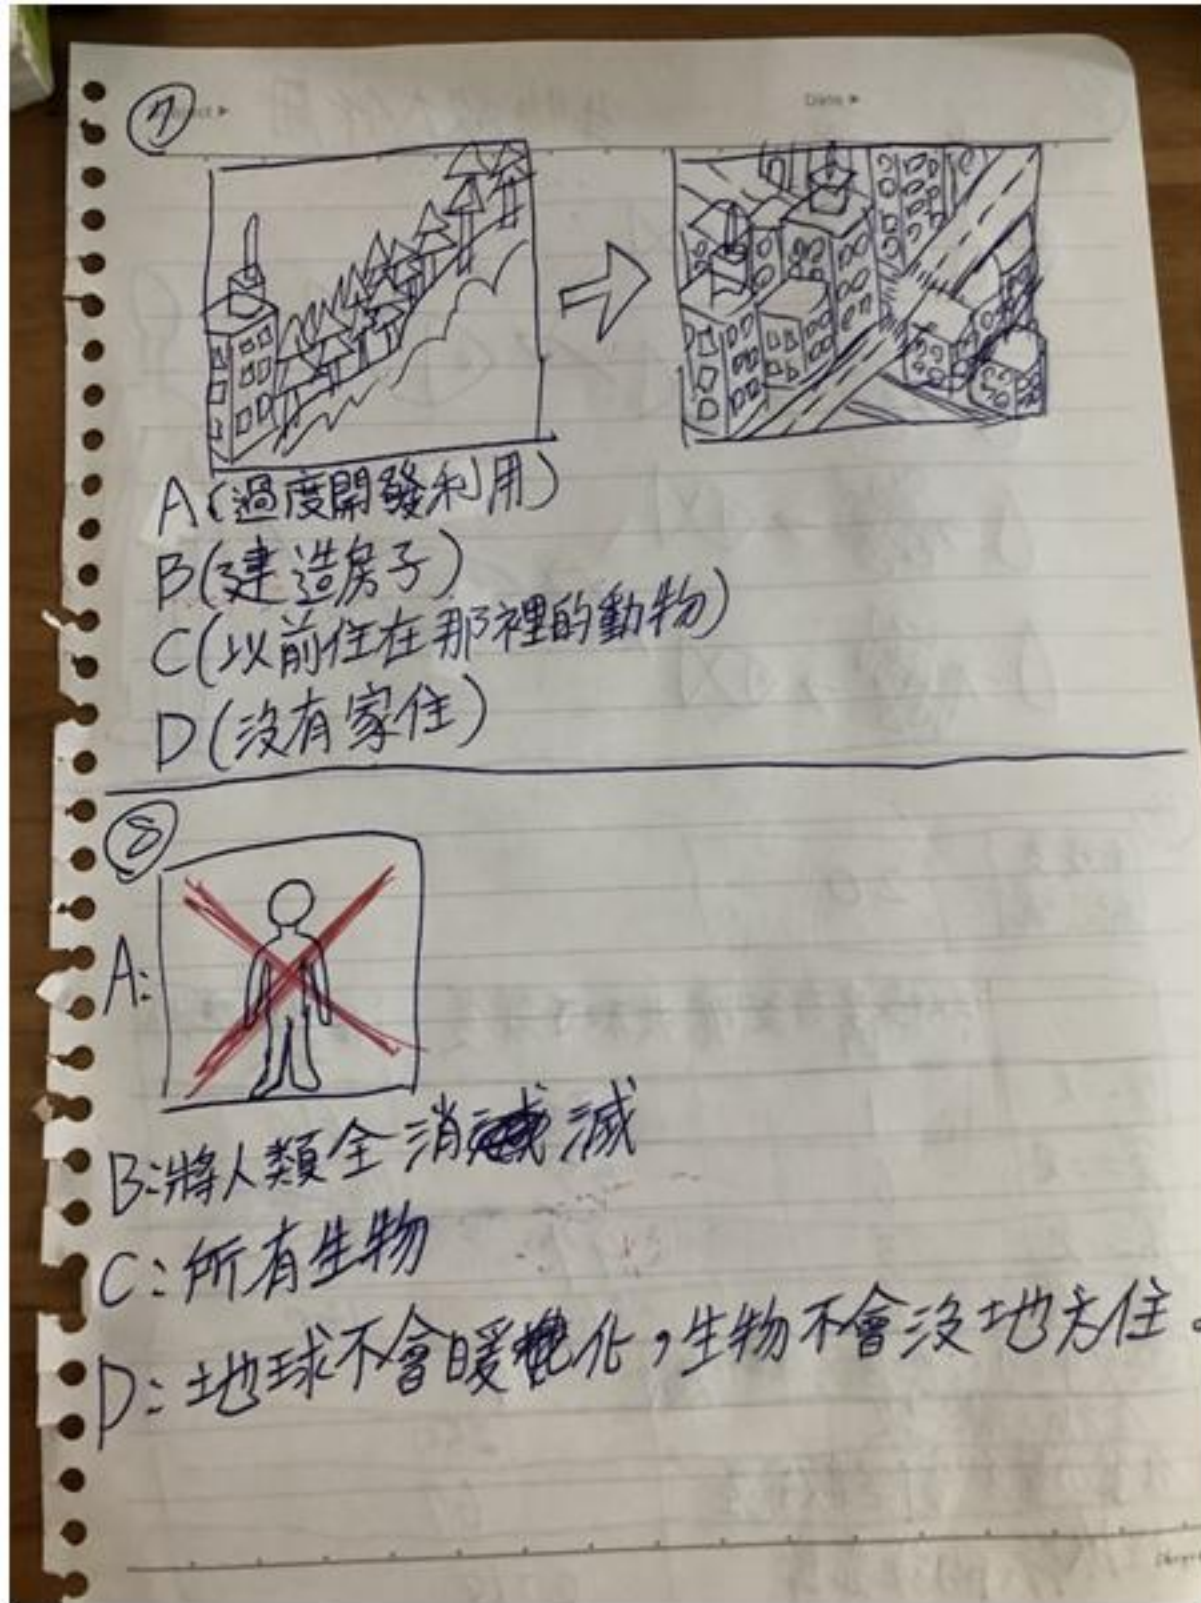 ⑦
Date ▶
A(過度開發利用)
B(建造房子)
C(以前住在那裡的動物)
D(沒有家住)
⑧
A:
B:將人類全消滅
C:所有生物
D:地球不會暖化,生物不會沒地方住。